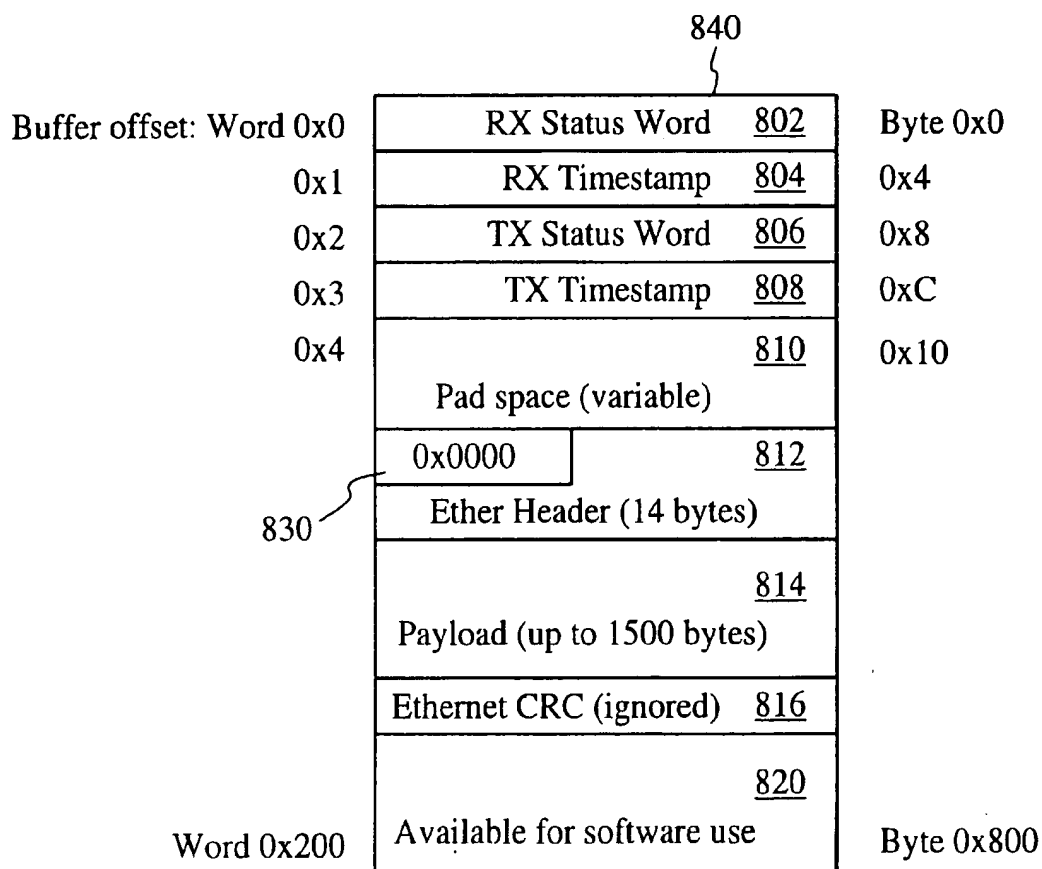 840
Buffer offset: Word 0x0 RX Status Word 802 Byte 0x0
0x1 RX Timestamp 804 0x4
0x2 TX Status Word 806 0x8
0x3 TX Timestamp 808 0xC
0x4 810 0x10
Pad space (variable)
0x0000 812
830 Ether Header (14 bytes)
814
Payload (up to 1500 bytes)
Ethernet CRC (ignored) 816
820
Word 0x200 Available for software use Byte 0x800